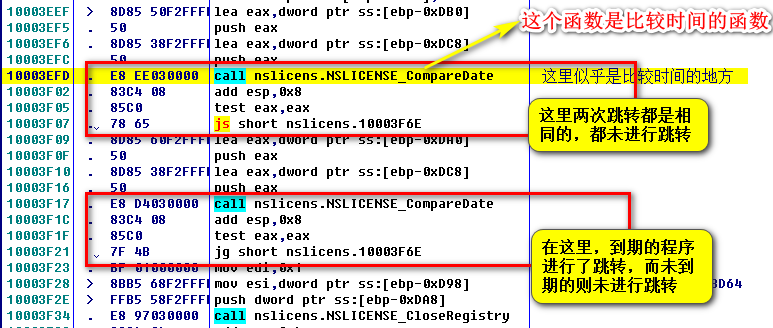 10003EEF > 8D85 50F2FFFF lea eax,dword ptr ss:[ebp-0xDB0]
10003EF5 . 50 push eax
10003EF6 . 8D85 38F2FFFF lea eax,dword ptr ss:[ebp-0xDC8]
10003EFC . 50 push eax
这个函数是比较时间的函数
10003EFD . E8 EE030000 call nslicens.NSLICENSE_CompareDate 这里似乎是比较时间的地方
10003F02 . 83C4 08 add esp,0x8
10003F05 . 85C0 test eax,eax
10003F07 . 78 65 js short nslicens.10003F6E
这里两次跳转都是相
同的，都未进行跳转
10003F09 . 8D85 60F2FFFF lea eax,dword ptr ss:[ebp-0xDA0]
10003F0F . 50 push eax
10003F10 . 8D85 38F2FFFF lea eax,dword ptr ss:[ebp-0xDC8]
10003F16 . 50 push eax
10003F17 . E8 D4030000 call nslicens.NSLICENSE_CompareDate
10003F1C . 83C4 08 add esp,0x8
10003F1F . 85C0 test eax,eax
10003F21 . 7F 4B jg short nslicens.10003F6E
在这里，到期的程序
进行了跳转，而未到
期的则未进行跳转
10003F23 . BF 01000000 mov edi,0x1
10003F28 > 8BB5 68F2FFFF mov esi,dword ptr ss:[ebp-0xD98] 3D64
10003F2E > FFB5 58F2FFFF push dword ptr ss:[ebp-0xDA8]
10003F34 . E8 97030000 call nslicens.NSLICENSE_CloseRegistry